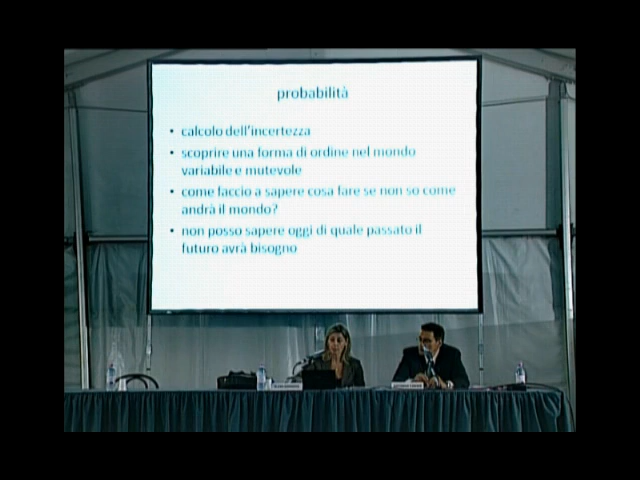 probabilità
• calcolo dell'incertezza
• scoprire una forma di ordine nel mondo
variabile e mutevole
• come faccio a sapere cosa fare se non so come
andrà il mondo?
• non posso sapere oggi di quale passato il
futuro avrà bisogno